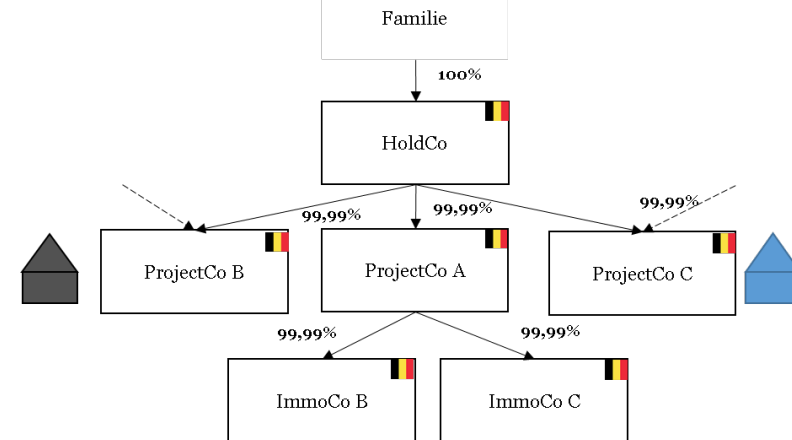 Familie
100%
HoldCo
99,99%
99,99%
99,99%
ProjectCo B
ProjectCo A
ProjectCo C
99,99%
99,99%
ImmoCo B
ImmoCo C